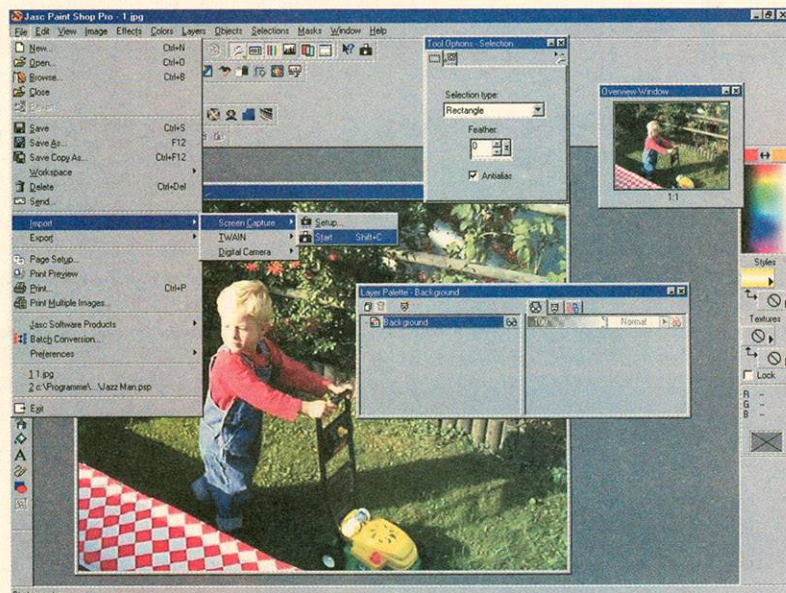 Jasc Paint Shop Pro - 1.jpg
File Edit View Image Effects Colors Layers Objects Selections Masks Window Help
New... Ctrl+N
Open... Ctrl+O
Browse... Ctrl+B
Close
Revert
Save Ctrl+S
Save As... F12
Save Copy As... Ctrl+F12
Workspace
Delete Ctrl+Del
Send...
Import
Export
Page Setup...
Print Preview
Print... Ctrl+P
Print Multiple Images...
Jasc Software Products
Batch Conversion...
Preferences
1 1.jpg
2 c:\Programme\...\Jazz Man.psp
Exit
Screen Capture
TWAIN
Digital Camera
Setup...
Start Shift+C
Tool Options - Selection
Selection type:
Rectangle
Feather:
0
Antialias
Overview Window
1:1
Layer Palette - Background
Background
100 Normal
Styles
Textures
Lock
R -
G -
B -
A